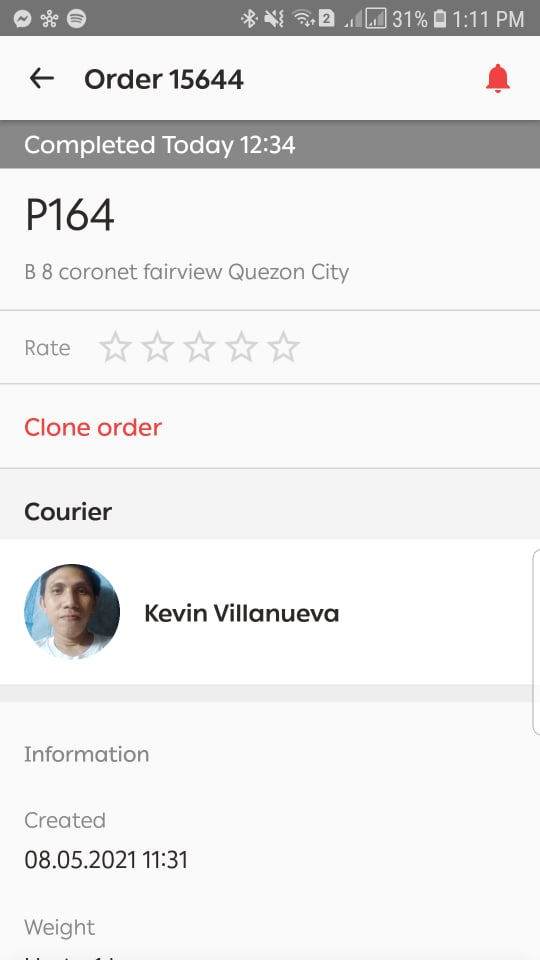 2 31% 1:11 PM
Order 15644
Completed Today 12:34
P164
B 8 coronet fairview Quezon City
Rate
Clone order
Courier
Kevin Villanueva
Information
Created
08.05.2021 11:31
Weight